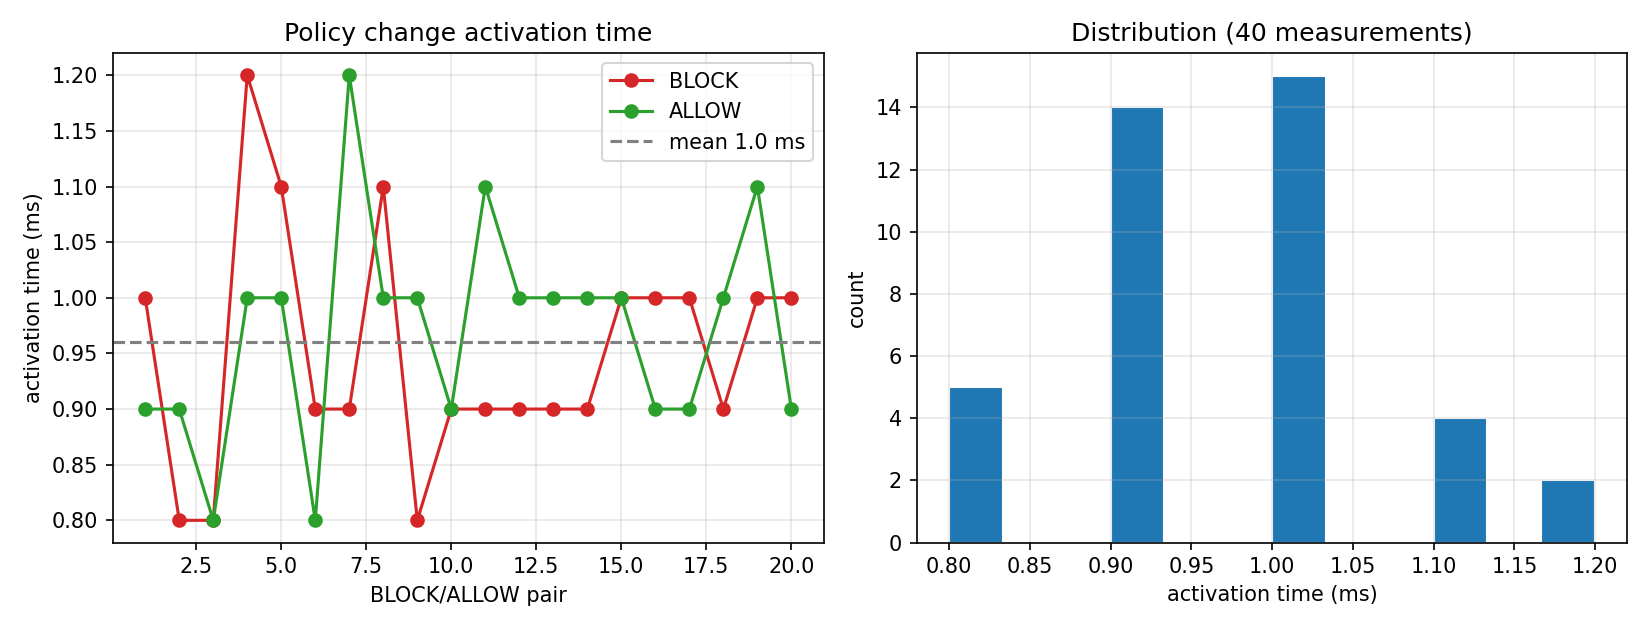 Policy change activation time
1.20
1.15
1.10
1.05
1.00
0.95
0.90
0.85
0.80
activation time (ms)
BLOCK
ALLOW
mean 1.0 ms
2.5 5.0 7.5 10.0 12.5 15.0 17.5 20.0
BLOCK/ALLOW pair
Distribution (40 measurements)
14
12
10
8
6
4
2
0
count
0.80 0.85 0.90 0.95 1.00 1.05 1.10 1.15 1.20
activation time (ms)